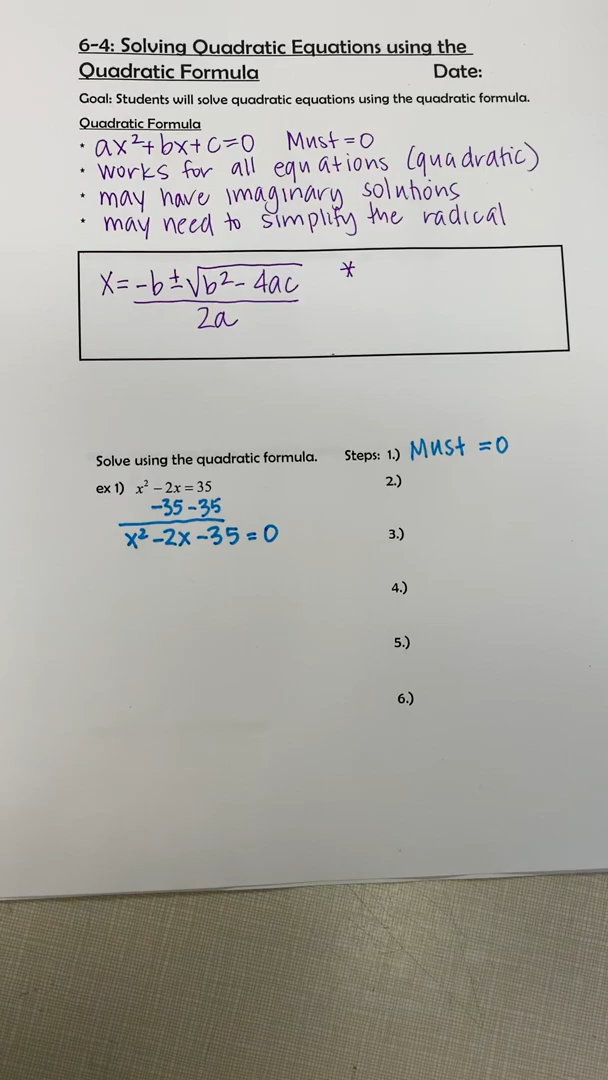 6-4: Solving Quadratic Equations using the
Quadratic Formula Date:
Goal: Students will solve quadratic equations using the quadratic formula.
Quadratic Formula
• ax²+bx+c=0 Must=0
• works for all equations (quadratic)
• may have imaginary solutions
• may need to simplify the radical
x= -b±√b²-4ac *
2a
Solve using the quadratic formula. Steps: 1.) Must =0
ex 1) x² – 2x = 35 2.)
-35 -35
x²-2x-35=0 3.)
4.)
5.)
6.)